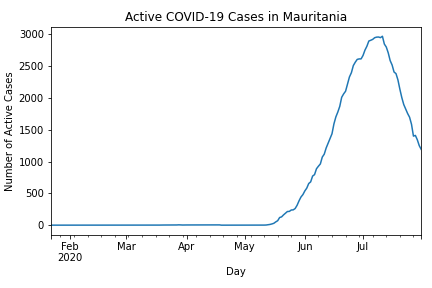 Active COVID-19 Cases in Mauritania
Number of Active Cases
3000
2500
2000
1500
1000
500
0
Feb Mar Apr May Jun Jul
2020
Day